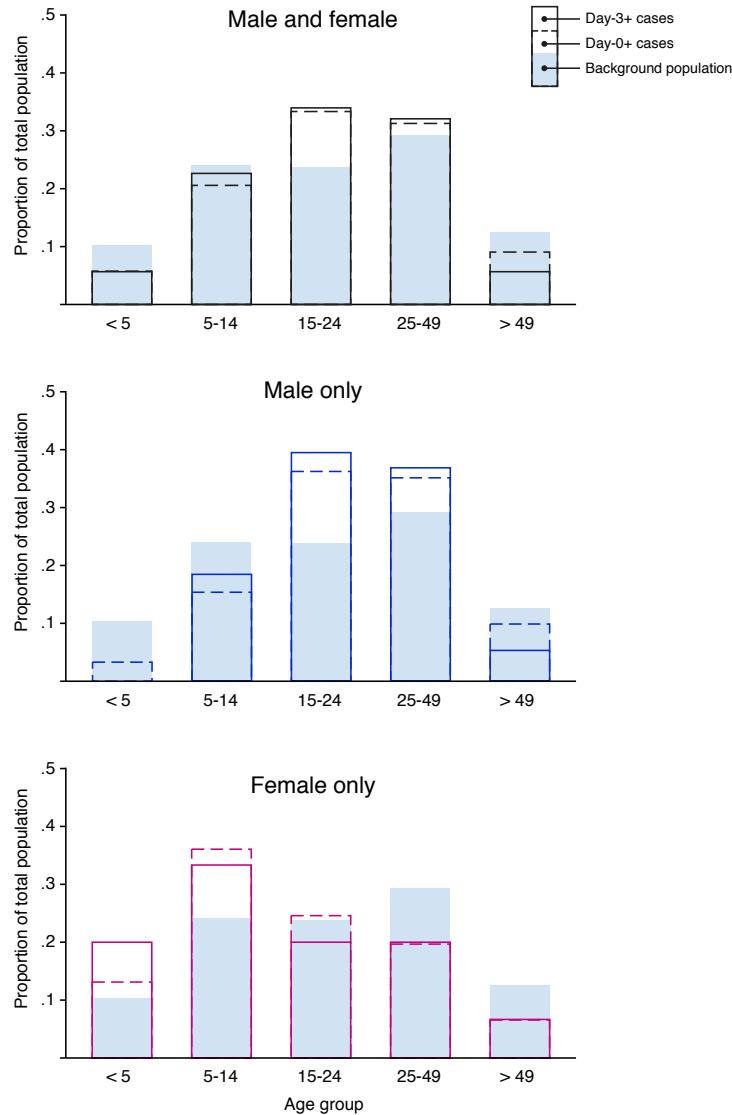 Male and female
Day-3+ cases
Day-0+ cases
Background population
Proportion of total population
.5
.4
.3
.2
.1
< 5 5-14 15-24 25-49 > 49
Male only
Proportion of total population
.5
.4
.3
.2
.1
< 5 5-14 15-24 25-49 > 49
Female only
Proportion of total population
.5
.4
.3
.2
.1
< 5 5-14 15-24 25-49 > 49
Age group